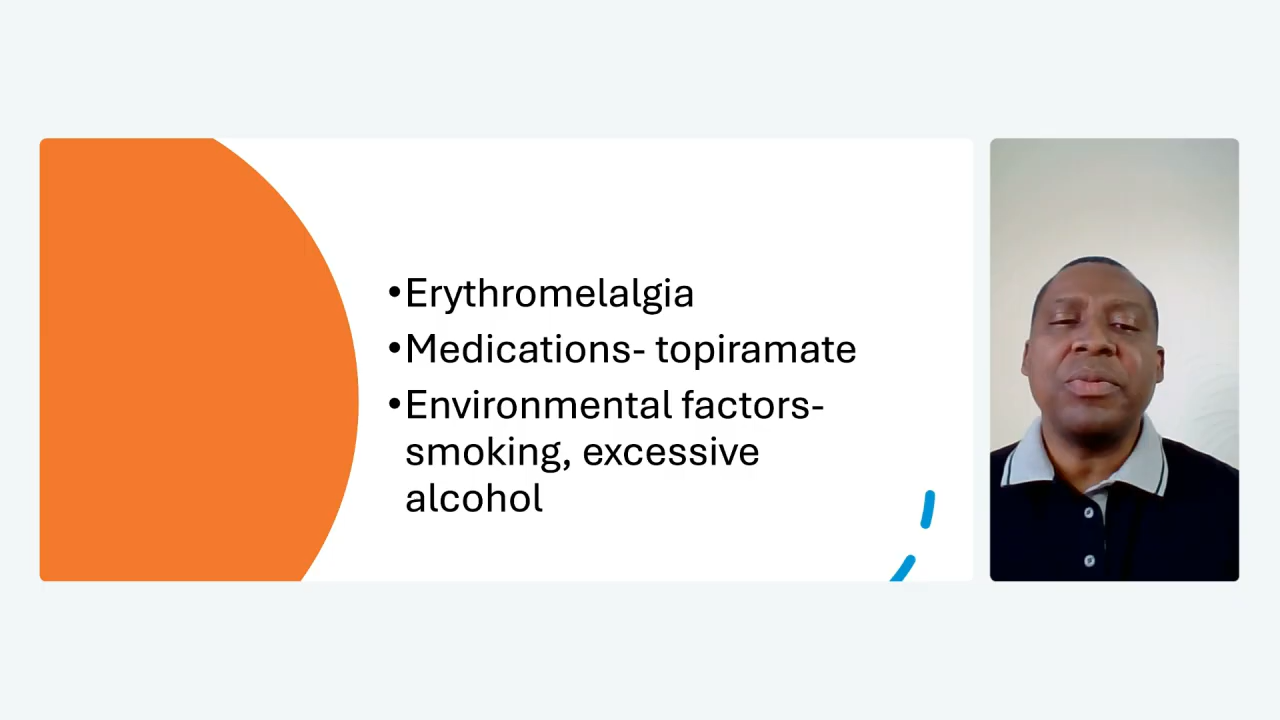 •Erythromelalgia
•Medications- topiramate
•Environmental factors-
smoking, excessive
alcohol